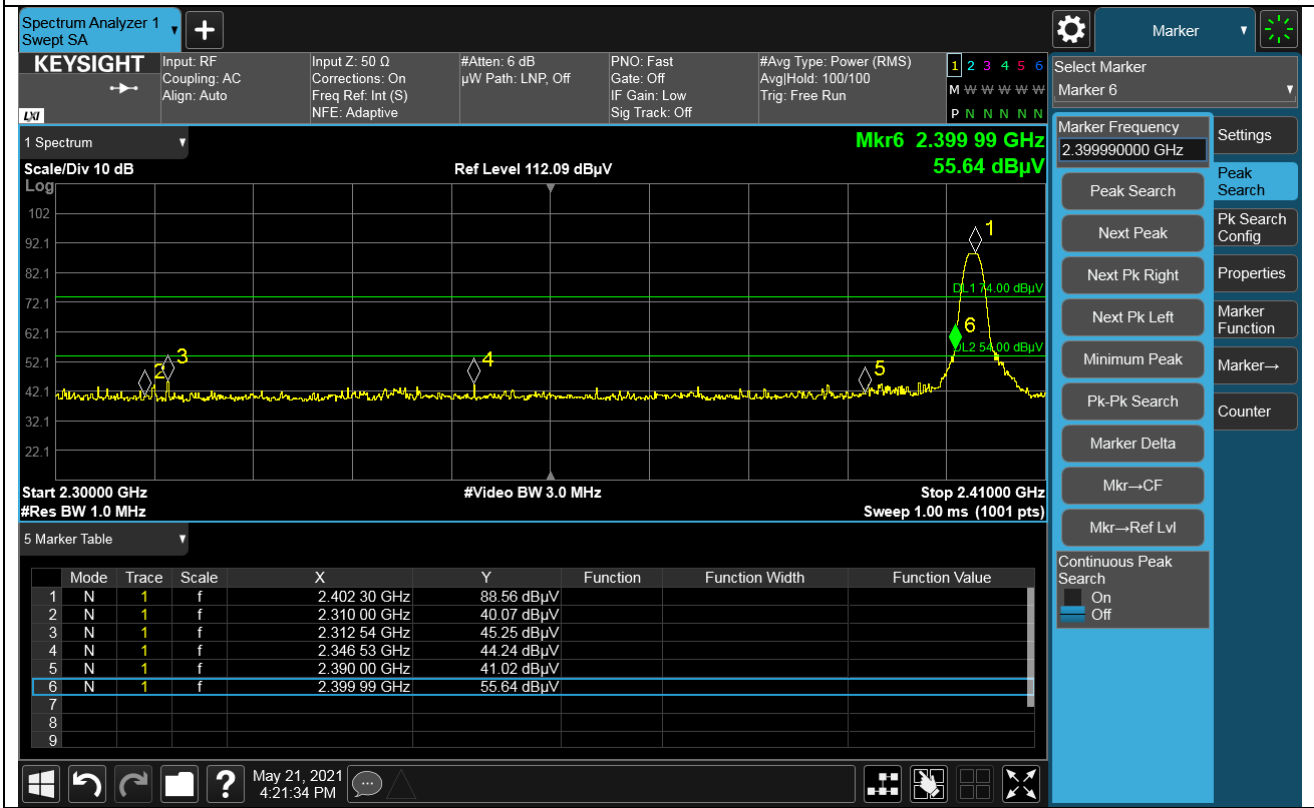 Spectrum Analyzer 1
Swept SA
Marker
KEYSIGHT
LXI
Input: RF
Coupling: AC
Align: Auto
Input Z: 50 Ω
Corrections: On
Freq Ref: Int (S)
NFE: Adaptive
#Atten: 6 dB
µW Path: LNP, Off
PNO: Fast
Gate: Off
IF Gain: Low
Sig Track: Off
#Avg Type: Power (RMS)
Avg|Hold: 100/100
Trig: Free Run
1 2 3 4 5 6
M W W W W W
P N N N N N
Select Marker
Marker 6
1 Spectrum
Mkr6 2.399 99 GHz
55.64 dBµV
Scale/Div 10 dB
Ref Level 112.09 dBµV
Log
102
92.1
82.1
72.1
62.1
52.1
42.1
32.1
22.1
1
DL1 74.00 dBµV
6
DL2 54.00 dBµV
2
3
4
5
Start 2.30000 GHz
#Video BW 3.0 MHz
Stop 2.41000 GHz
#Res BW 1.0 MHz
Sweep 1.00 ms (1001 pts)
5 Marker Table
Mode Trace Scale X Y Function Function Width Function Value
1 N 1 f 2.402 30 GHz 88.56 dBµV
2 N 1 f 2.310 00 GHz 40.07 dBµV
3 N 1 f 2.312 54 GHz 45.25 dBµV
4 N 1 f 2.346 53 GHz 44.24 dBµV
5 N 1 f 2.390 00 GHz 41.02 dBµV
6 N 1 f 2.399 99 GHz 55.64 dBµV
7
8
9
Marker Frequency
2.399990000 GHz
Peak Search
Next Peak
Next Pk Right
Next Pk Left
Minimum Peak
Pk-Pk Search
Marker Delta
Mkr→CF
Mkr→Ref Lvl
Continuous Peak
Search
On
Off
Settings
Peak
Search
Pk Search
Config
Properties
Marker
Function
Marker→
Counter
?
May 21, 2021
4:21:34 PM